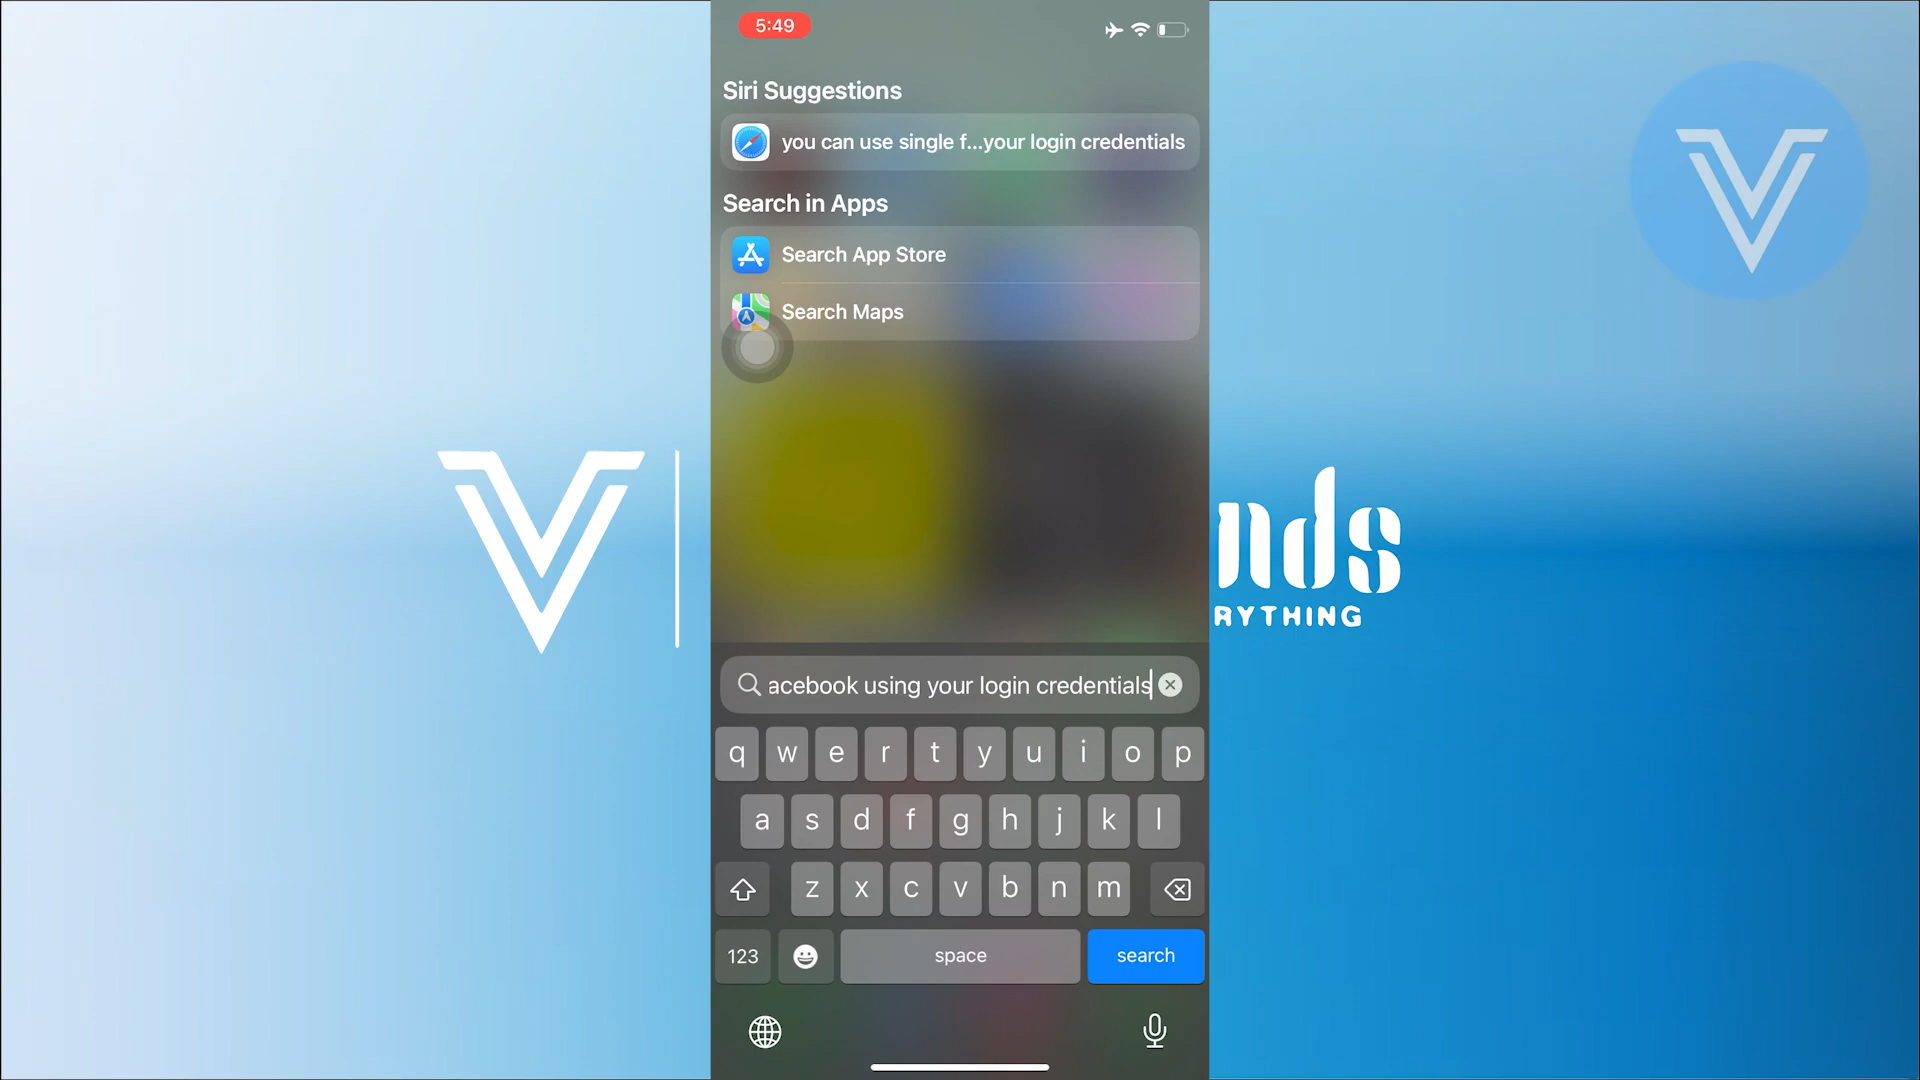 5:49
Siri Suggestions
you can use single f...your login credentials
Search in Apps
Search App Store
Search Maps
nds
RYTHING
acebook using your login credentials
q w e r t y u i o p
a s d f g h j k l
z x c v b n m
123 space search